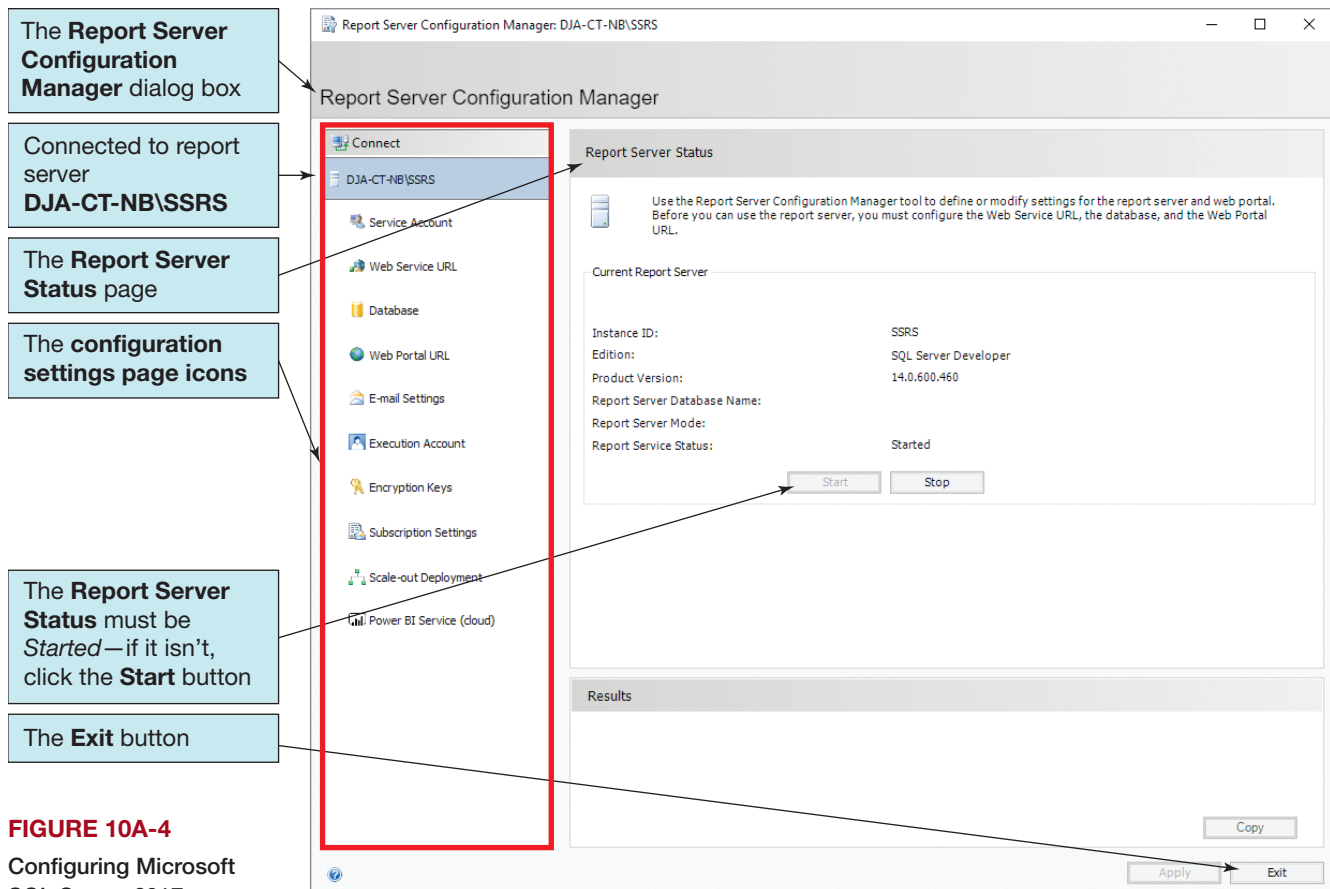 The Report Server
Configuration
Manager dialog box
Connected to report
server
DJA-CT-NB\SSRS
The Report Server
Status page
The configuration
settings page icons
The Report Server
Status must be
Started—if it isn't,
click the Start button
The Exit button
FIGURE 10A-4
Configuring Microsoft
Report Server Configuration Manager: DJA-CT-NB\SSRS
Report Server Configuration Manager
Connect
DJA-CT-NB\SSRS
Service Account
Web Service URL
Database
Web Portal URL
E-mail Settings
Execution Account
Encryption Keys
Subscription Settings
Scale-out Deployment
Power BI Service (cloud)
Report Server Status
Use the Report Server Configuration Manager tool to define or modify settings for the report server and web portal.
Before you can use the report server, you must configure the Web Service URL, the database, and the Web Portal
URL.
Current Report Server
Instance ID: SSRS
Edition: SQL Server Developer
Product Version: 14.0.600.460
Report Server Database Name:
Report Server Mode:
Report Service Status: Started
Start Stop
Results
Copy
Apply Exit